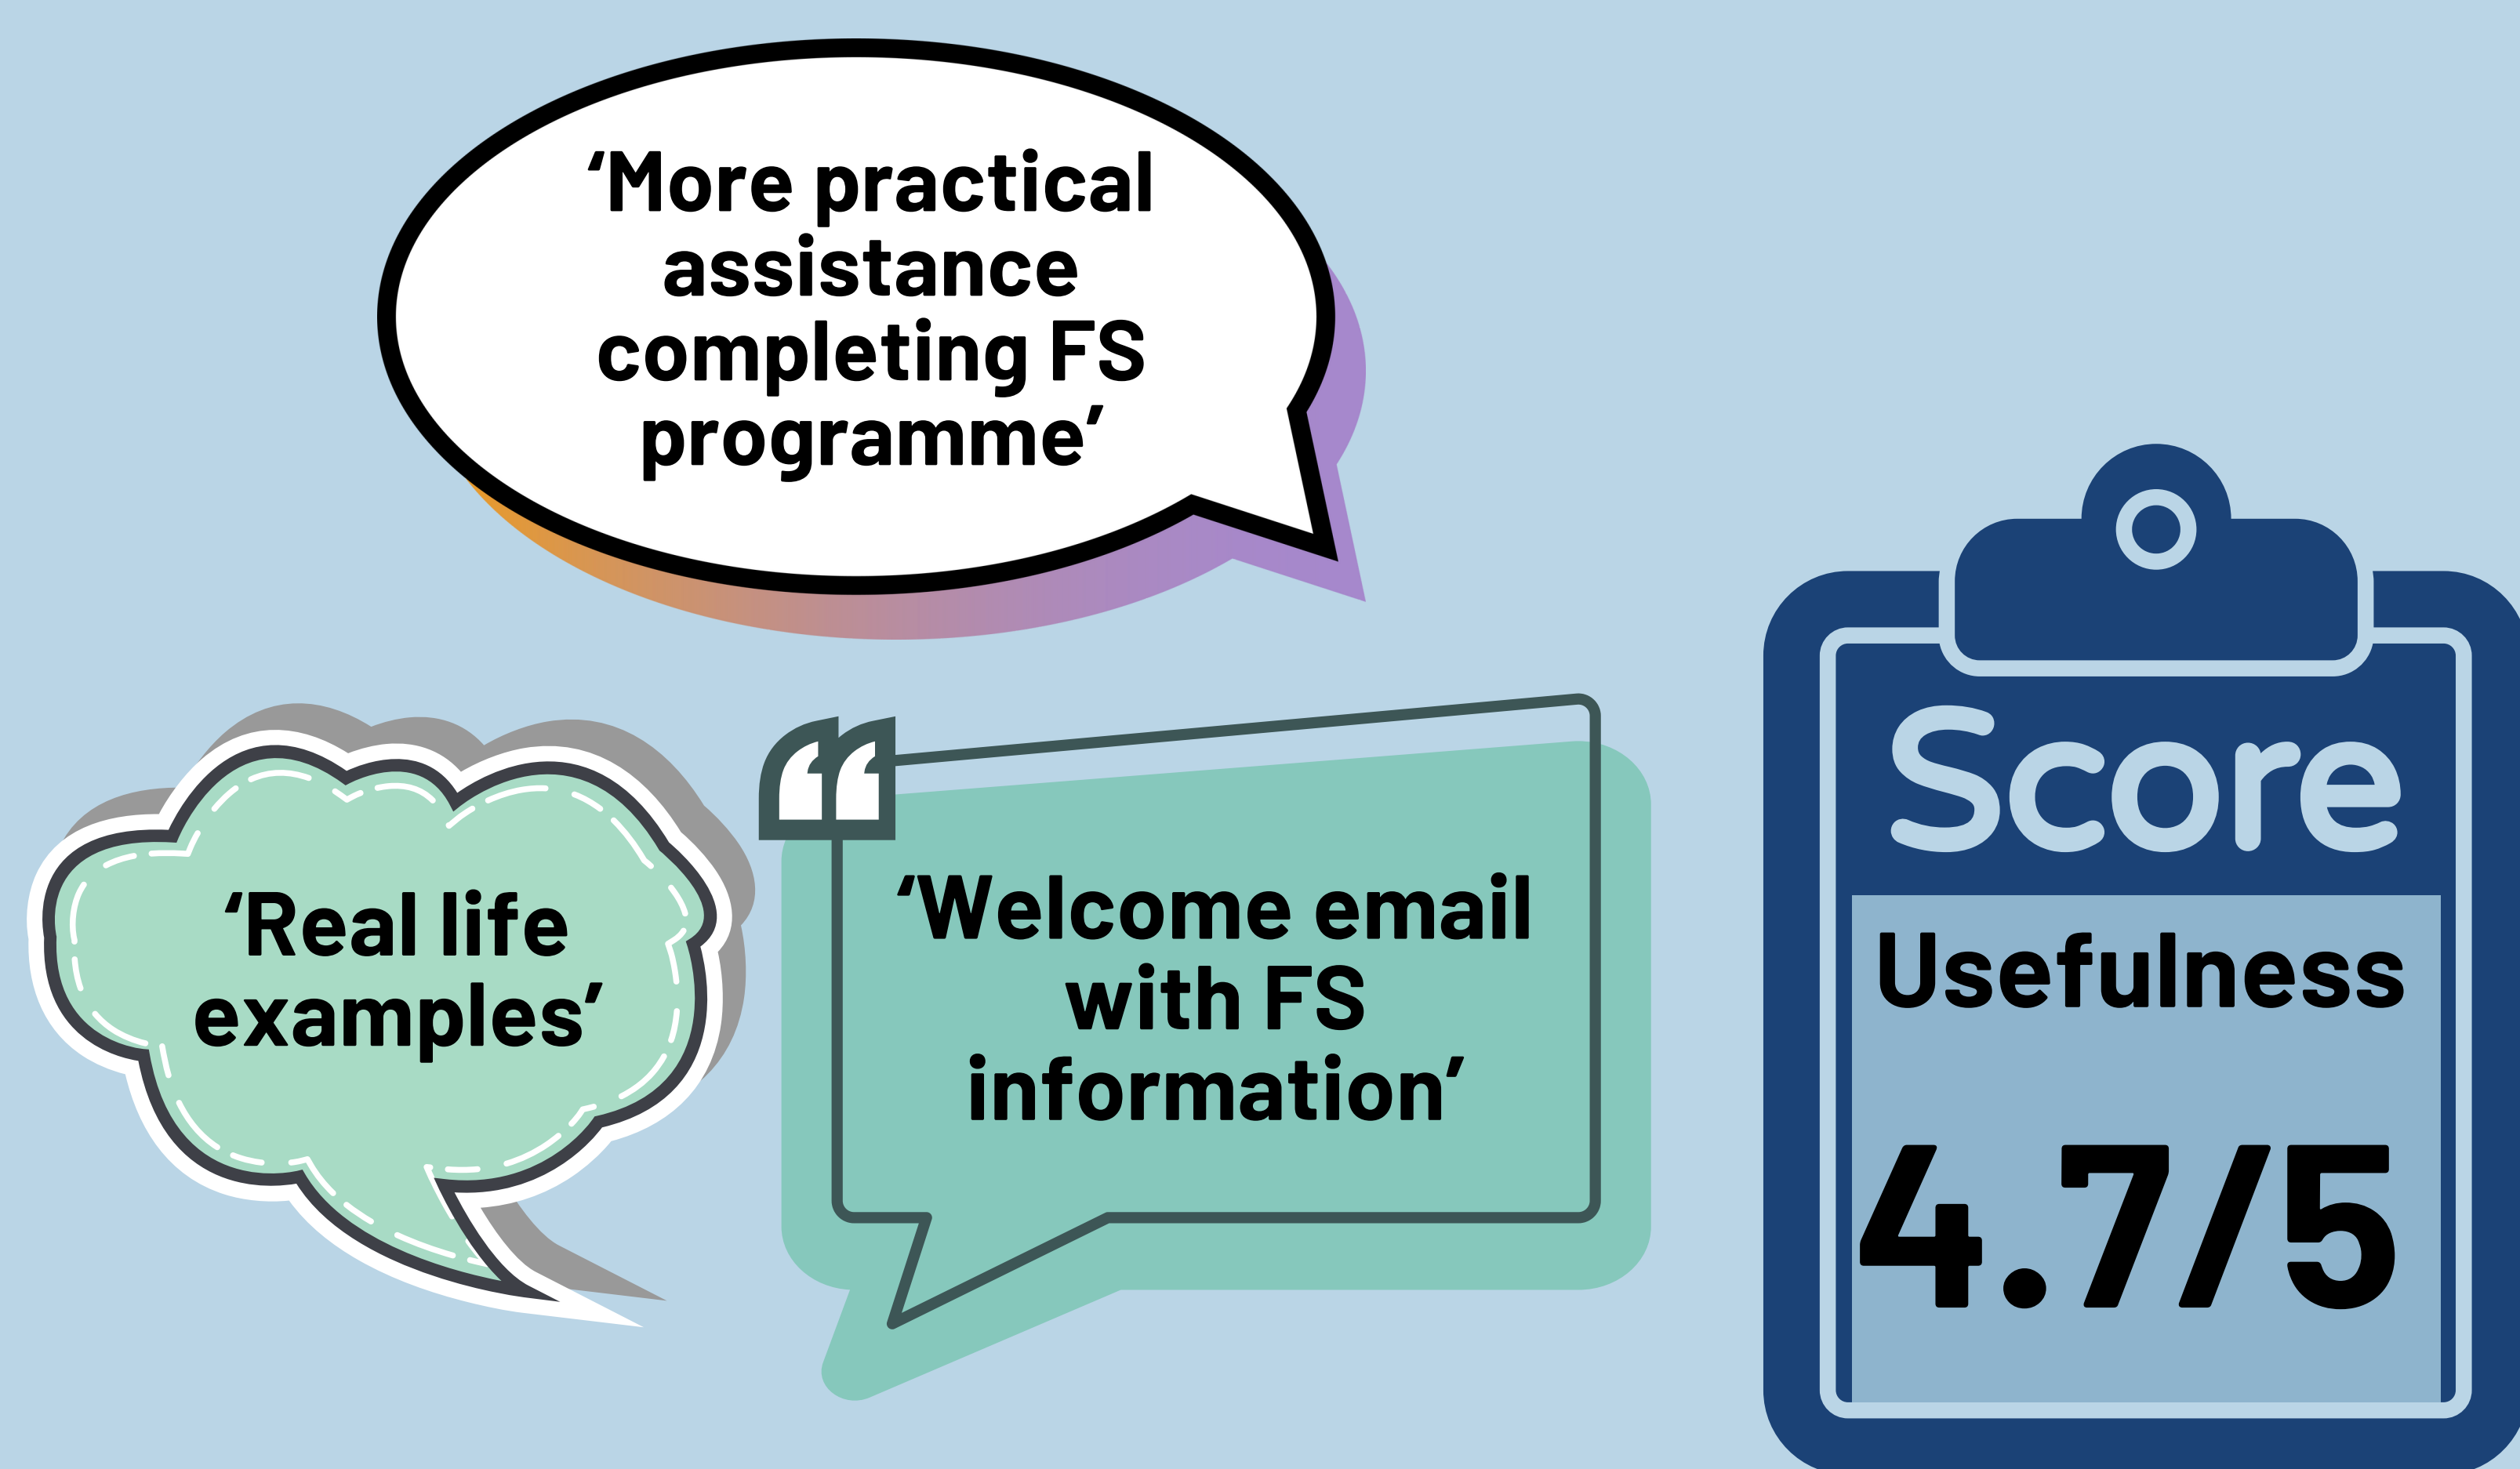 ‘More practical
assistance
completing FS
programme’
‘Real life
examples’
‘Welcome email
with FS
information’
Score
Usefulness
4.7/5